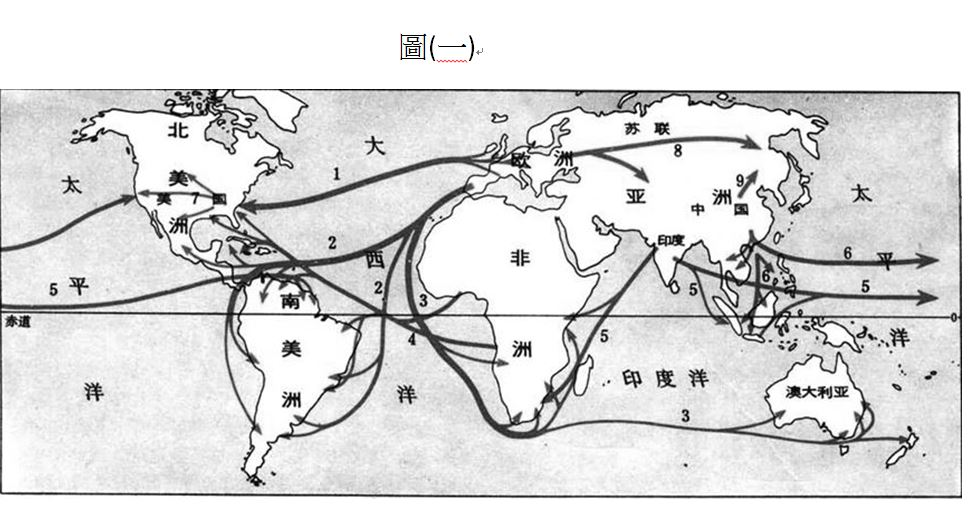 圖(一)
北
苏 联
大
欧 洲
8
1
美
太
9
太
美 7 国
亚 洲
中 国
洲
2
印度
非
西
6 平
6
5 平
2
南
3
5
5
赤道
0
4
5
洋
美
洲
印 度 洋
洋
洲
洋
澳大利亚
3